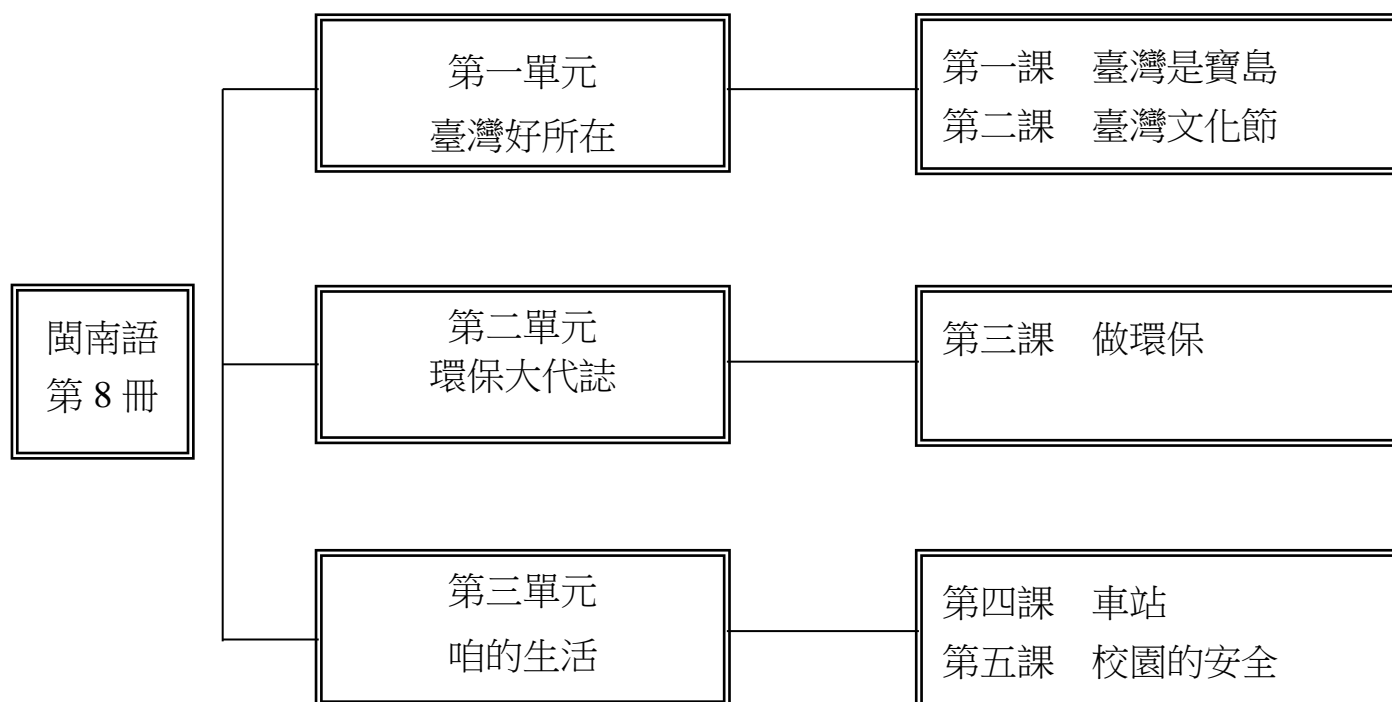 閩南語
第 8 冊
第一單元
臺灣好所在
第一課　臺灣是寶島
第二課　臺灣文化節
第二單元
環保大代誌
第三課　做環保
第三單元
咱的生活
第四課　車站
第五課　校園的安全